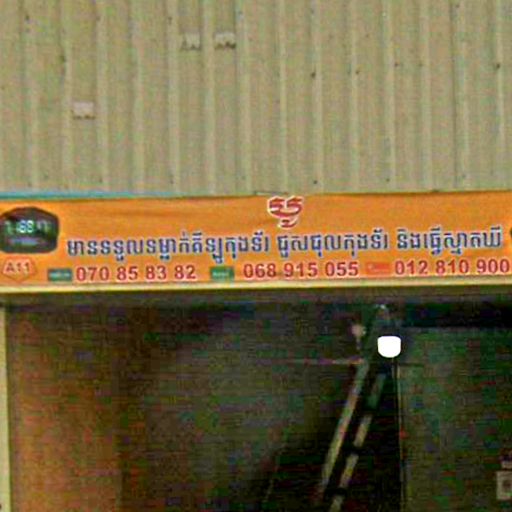 ប៊ូ
មានទទួលទម្លាក់គីឡូកុងទ័រ ជួសជុលកុងទ័រ និងធ្វើស្មាតឃី
A11 070 85 83 82 068 915 055 012 810 900